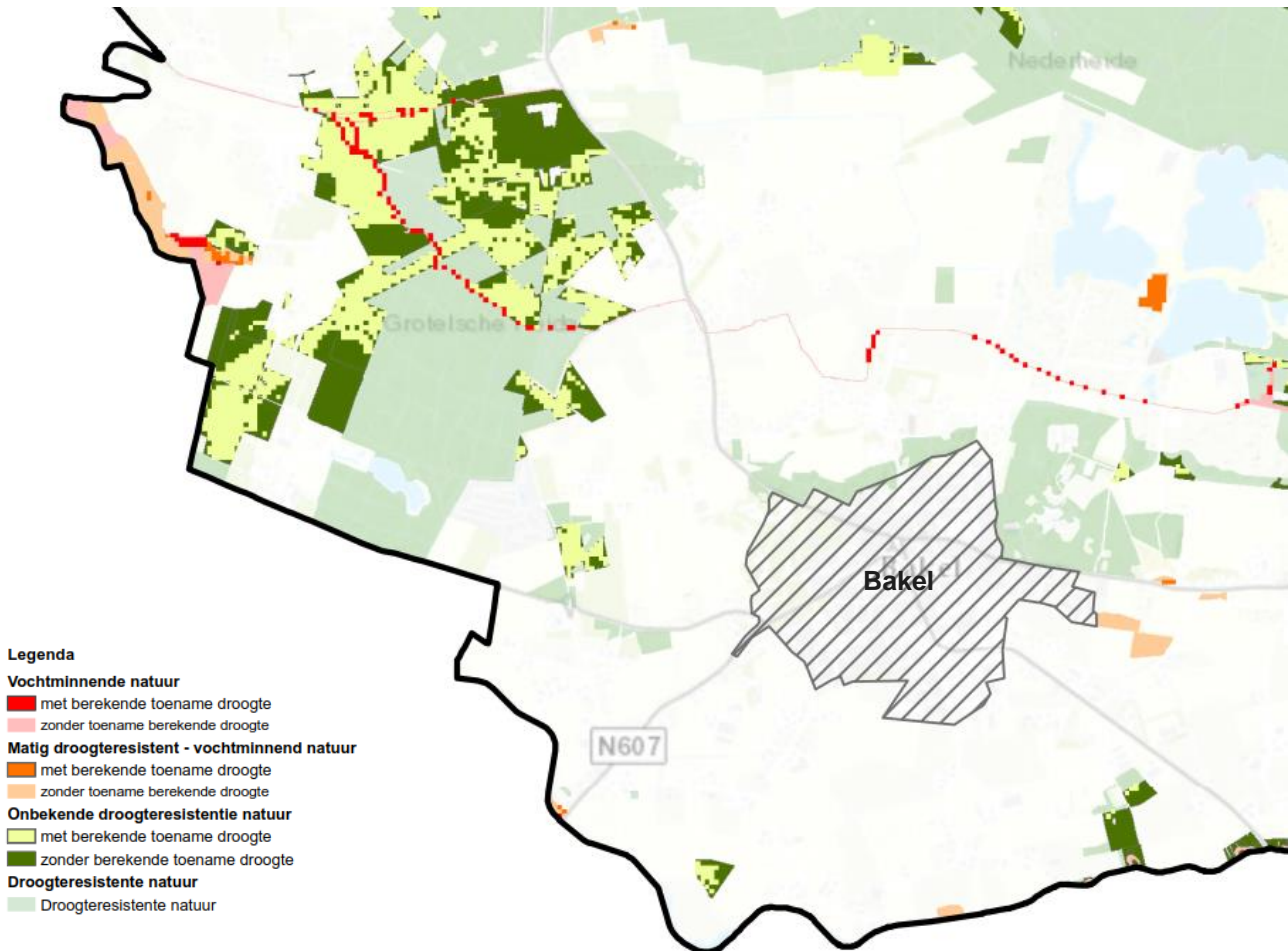 Nederheide
Grotelsche Heide
Bakel
Bakel
N607
Legenda
Vochtminnende natuur
met berekende toename droogte
zonder toename berekende droogte
Matig droogteresistent - vochtminnend natuur
met berekende toename droogte
zonder toename berekende droogte
Onbekende droogteresistentie natuur
met berekende toename droogte
zonder berekende toename droogte
Droogteresistente natuur
Droogteresistente natuur